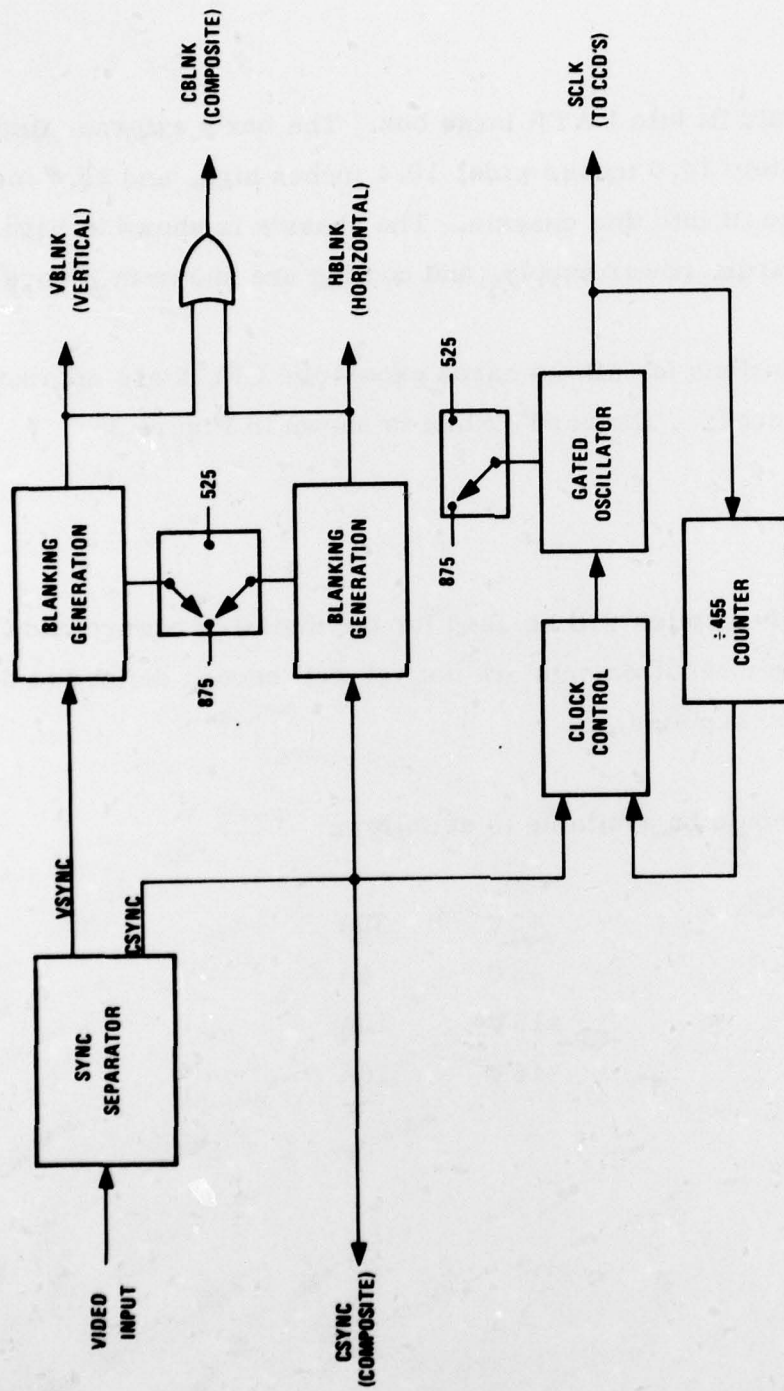 VIDEO
INPUT
SYNC
SEPARATOR
VSYNC
CSYNC
CSYNC
(COMPOSITE)
BLANKING
GENERATION
VBLNK
(VERTICAL)
875
525
CBLNK
(COMPOSITE)
BLANKING
GENERATION
HBLNK
(HORIZONTAL)
875
525
CLOCK
CONTROL
GATED
OSCILLATOR
SCLK
(TO CCD'S)
÷455
COUNTER